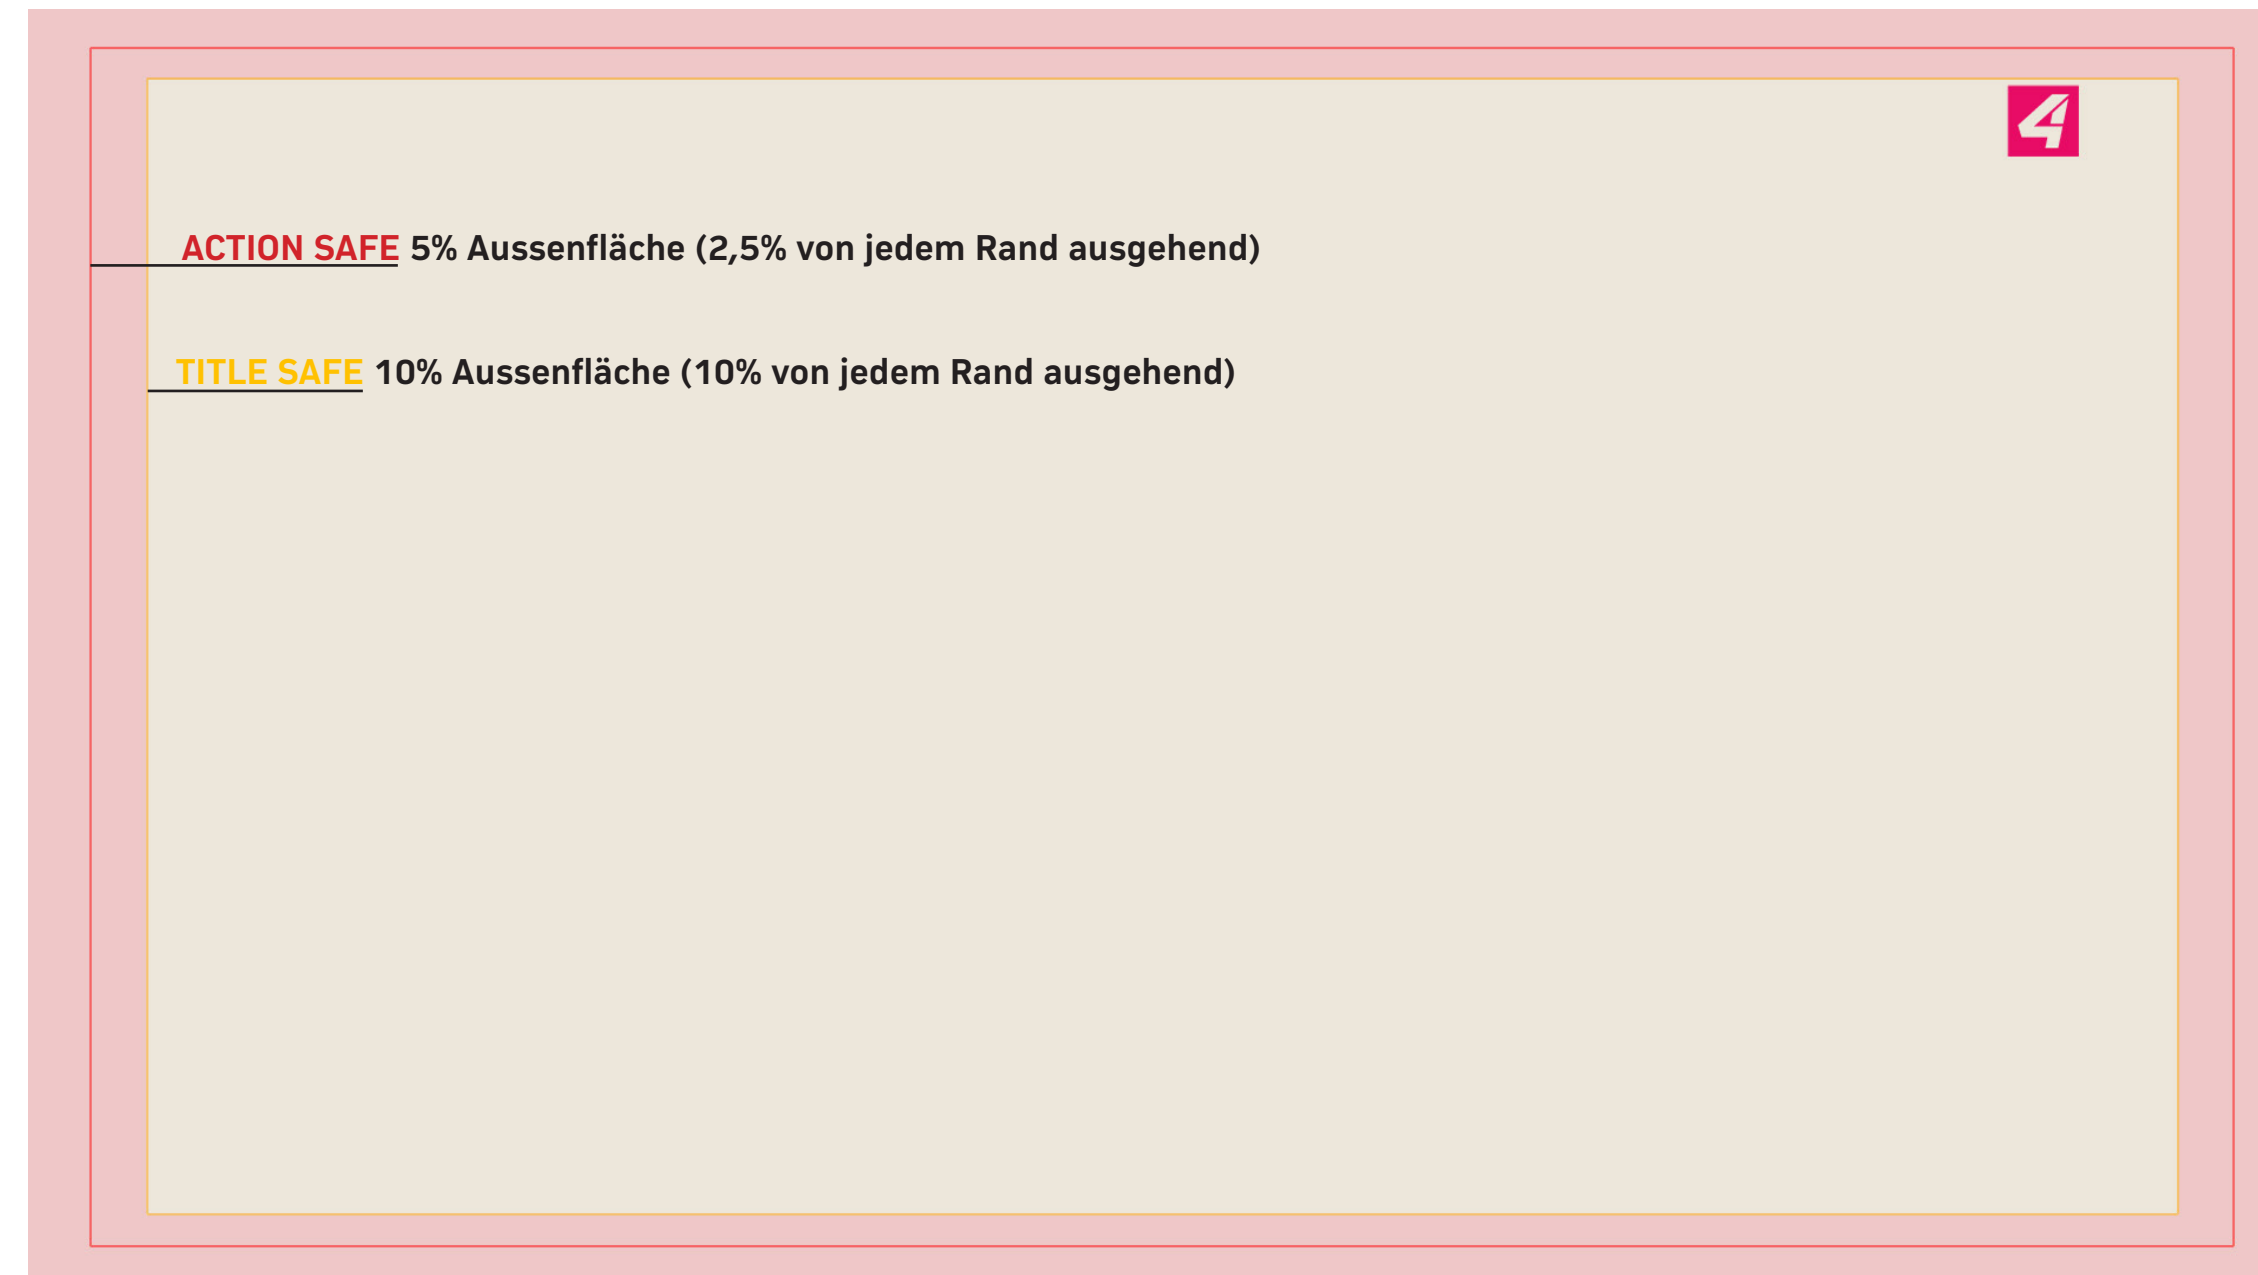 4
ACTION SAFE 5% Aussenfläche (2,5% von jedem Rand ausgehend)
TITLE SAFE 10% Aussenfläche (10% von jedem Rand ausgehend)